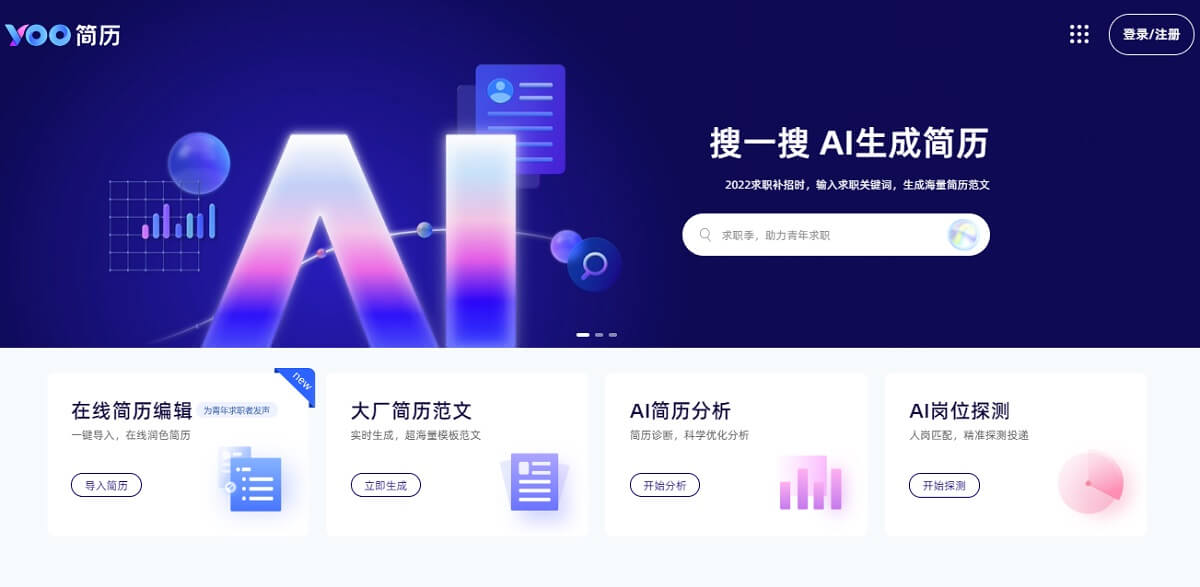 YOO简历
登录/注册
AI
搜一搜 AI生成简历
2022求职补招时，输入求职关键词，生成海量简历范文
求职季，助力青年求职
new
在线简历编辑 为青年求职者发声
一键导入，在线润色简历
导入简历
大厂简历范文
实时生成，超海量模板范文
立即生成
AI简历分析
简历诊断，科学优化分析
开始分析
AI岗位探测
人岗匹配，精准探测投递
开始探测